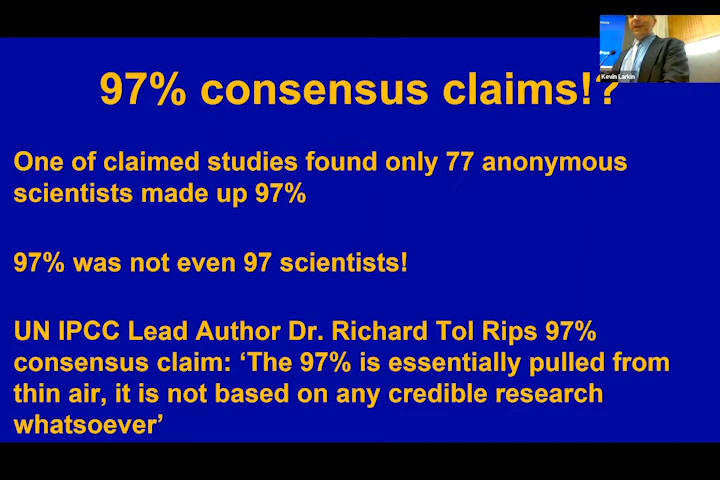 Kevin Larkin
97% consensus claims!?
One of claimed studies found only 77 anonymous
scientists made up 97%
97% was not even 97 scientists!
UN IPCC Lead Author Dr. Richard Tol Rips 97%
consensus claim: ‘The 97% is essentially pulled from
thin air, it is not based on any credible research
whatsoever’